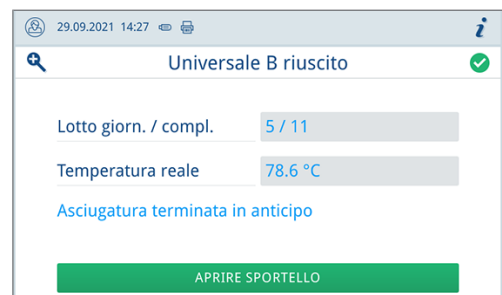 29.09.2021 14:27
i
Universale B riuscito
Lotto giorn. / compl. 5 / 11
Temperatura reale 78.6 °C
Asciugatura terminata in anticipo
APRIRE SPORTELLO